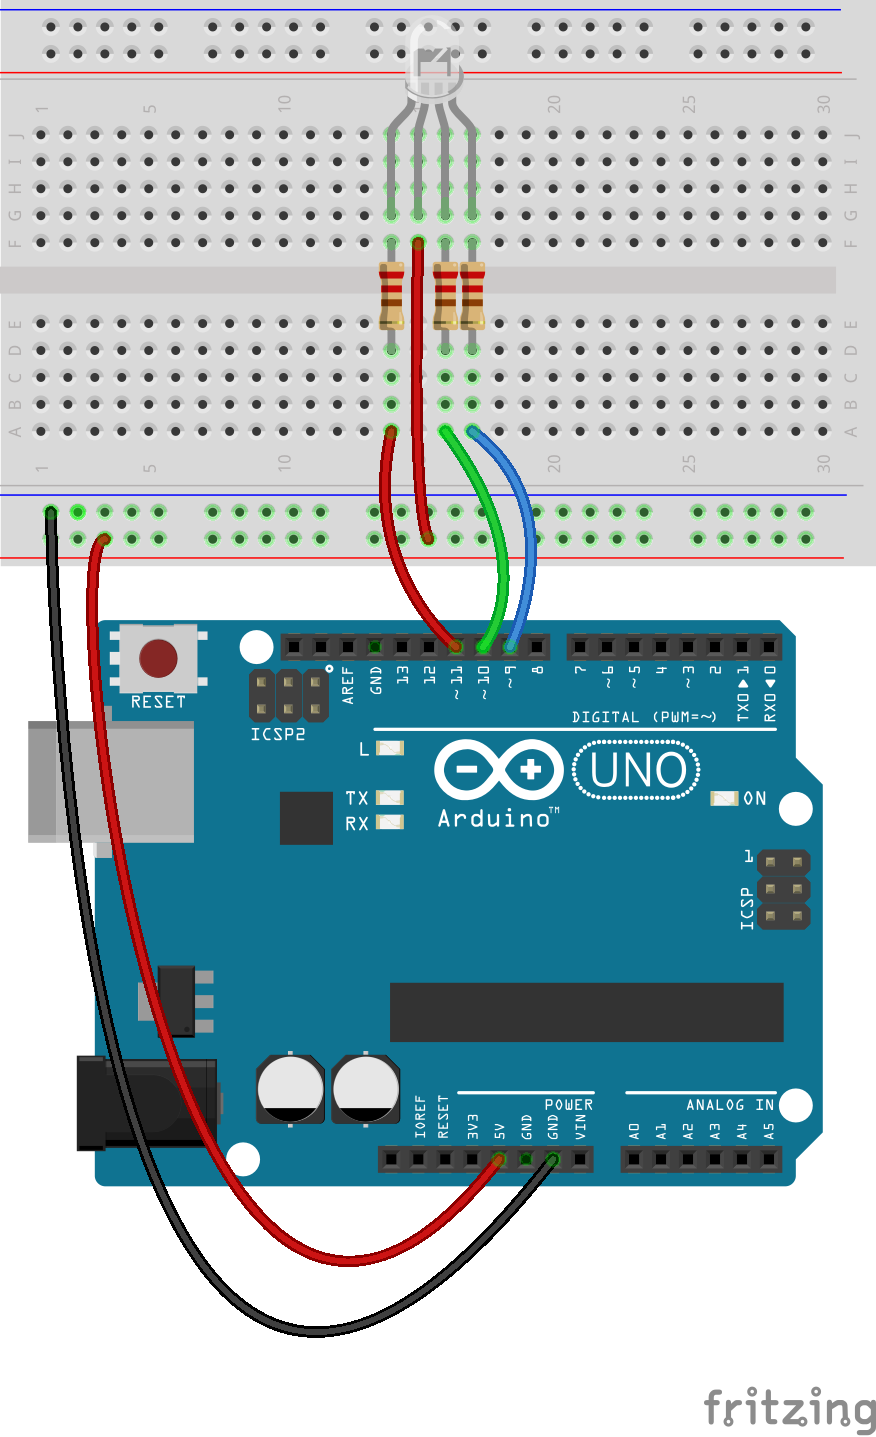 1 5 10 20 25 30
J J
I I
H H
G G
F F
E E
D D
C C
B B
A A
1 5 10 20 25 30
RESET
ICSP2
AREF
GND
13
12
~11
~10
~9
8
7
~6
~5
4
~3
2
TX0▶1
RX0◀0
DIGITAL (PWM=~)
L
TX
RX
Arduino™
UNO
ON
1
ICSP
IOREF
RESET
3V3
5V
GND
GND
VIN
POWER
A0
A1
A2
A3
A4
A5
ANALOG IN
fritzing